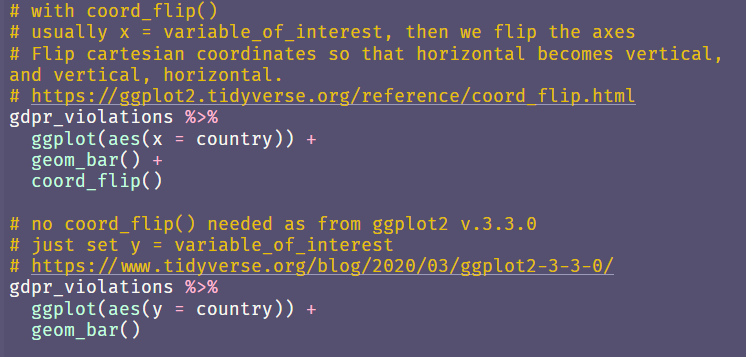 # with coord_flip()
# usually x = variable_of_interest, then we flip the axes
# Flip cartesian coordinates so that horizontal becomes vertical,
and vertical, horizontal.
# https://ggplot2.tidyverse.org/reference/coord_flip.html
gdpr_violations %>%
  ggplot(aes(x = country)) +
  geom_bar() +
  coord_flip()

# no coord_flip() needed as from ggplot2 v.3.3.0
# just set y = variable_of_interest
# https://www.tidyverse.org/blog/2020/03/ggplot2-3-3-0/
gdpr_violations %>%
  ggplot(aes(y = country)) +
  geom_bar()